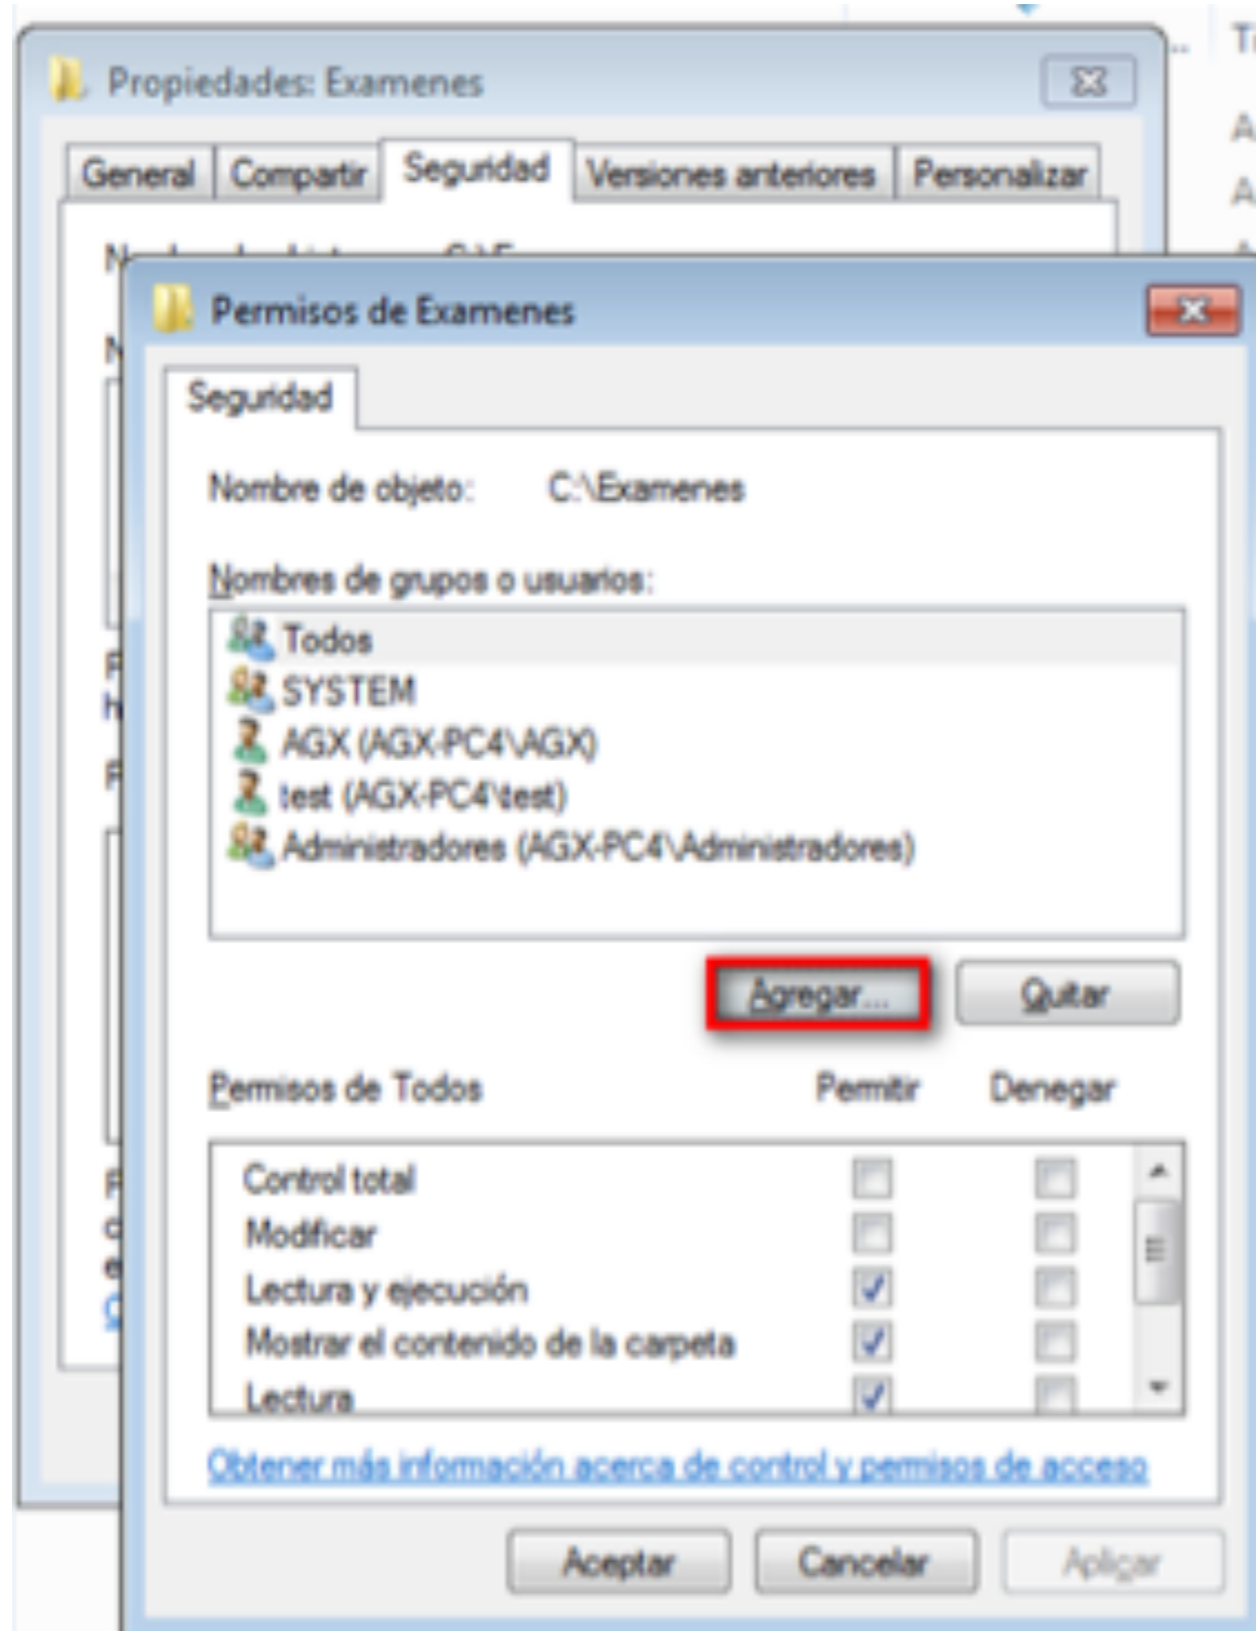 Propiedades: Examenes
General Compartir Seguridad Versiones anteriores Personalizar
Permisos de Examenes
Seguridad
Nombre de objeto: C:\Examenes
Nombres de grupos o usuarios:
Todos
SYSTEM
AGX (AGX-PC4\AGX)
test (AGX-PC4\test)
Administradores (AGX-PC4\Administradores)
Agregar... Quitar
Permisos de Todos Permitir Denegar
Control total
Modificar
Lectura y ejecución
Mostrar el contenido de la carpeta
Lectura
Obtener más información acerca de control y permisos de acceso
Aceptar Cancelar Aplicar